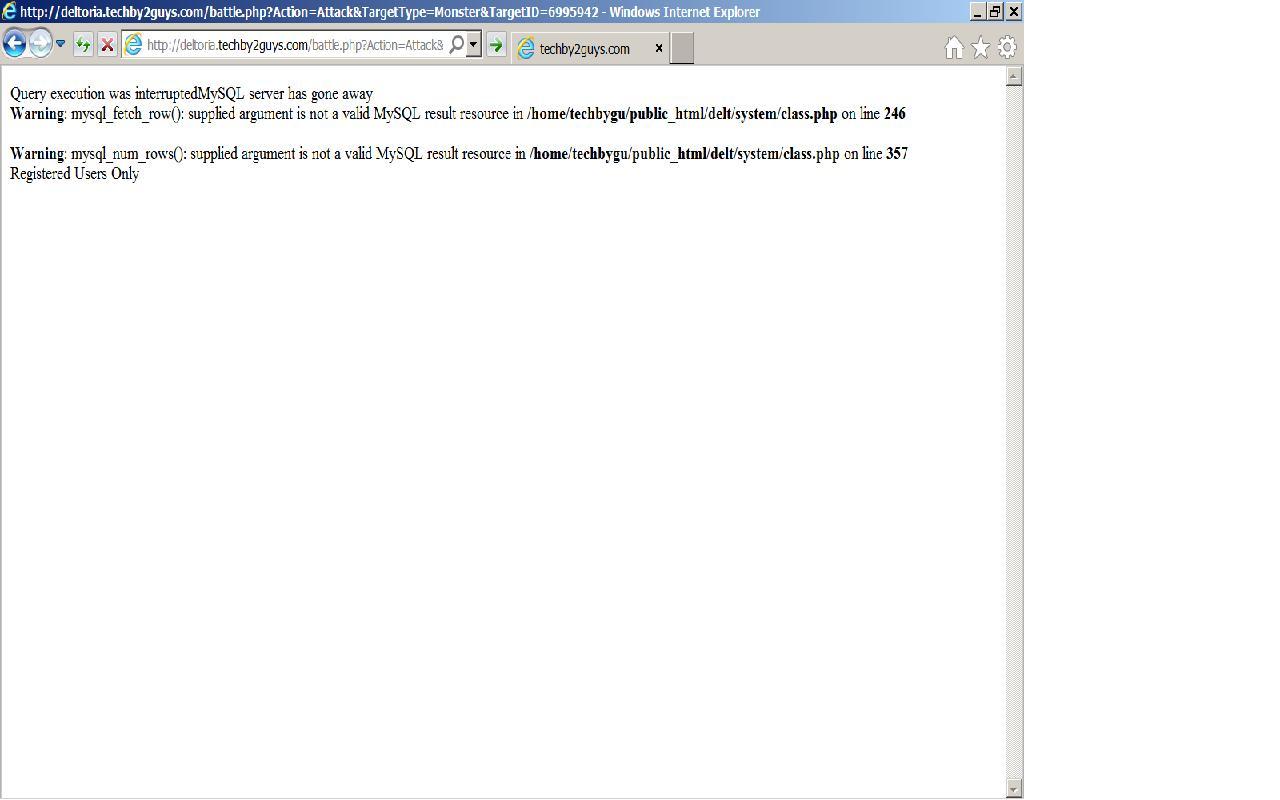 http://deltoria.techby2guys.com/battle.php?Action=Attack&TargetType=Monster&TargetID=6995942 - Windows Internet Explorer
http://deltoria.techby2guys.com/battle.php?Action=Attack&
techby2guys.com
Query execution was interruptedMySQL server has gone away
Warning: mysql_fetch_row(): supplied argument is not a valid MySQL result resource in /home/techbygu/public_html/delt/system/class.php on line 246
Warning: mysql_num_rows(): supplied argument is not a valid MySQL result resource in /home/techbygu/public_html/delt/system/class.php on line 357
Registered Users Only